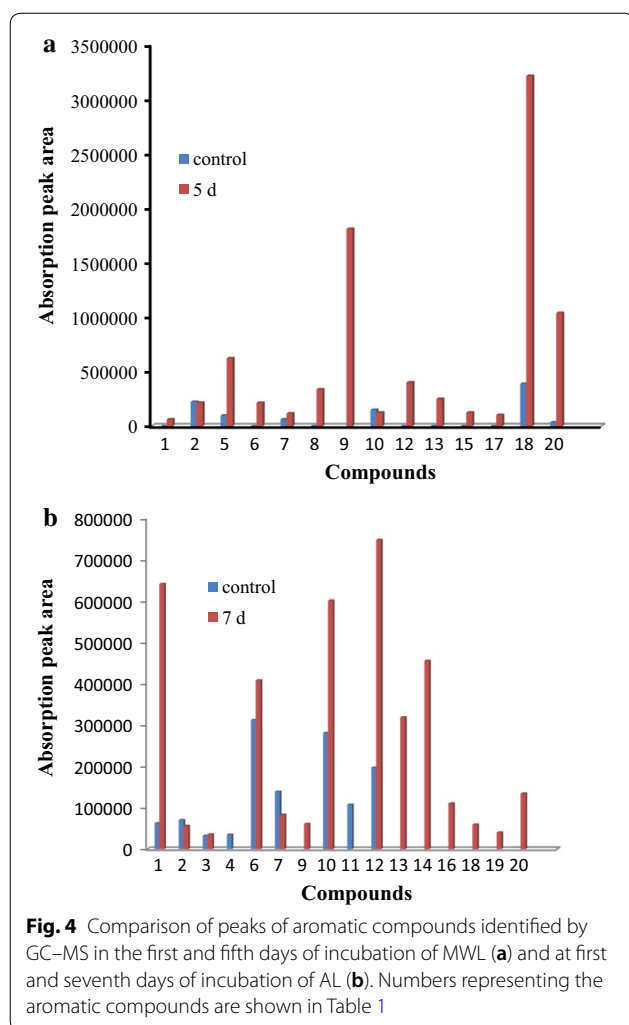 a
3500000
3000000
2500000
2000000
1500000
1000000
500000
0
Absorption peak area
control
5 d
1 2 5 6 7 8 9 10 12 13 15 17 18 20
Compounds
b
800000
700000
600000
500000
400000
300000
200000
100000
0
Absorption peak area
control
7 d
1 2 3 4 6 7 9 10 11 12 13 14 16 18 19 20
Compounds
Fig. 4 Comparison of peaks of aromatic compounds identified by
GC–MS in the first and fifth days of incubation of MWL (a) and at first
and seventh days of incubation of AL (b). Numbers representing the
aromatic compounds are shown in Table 1